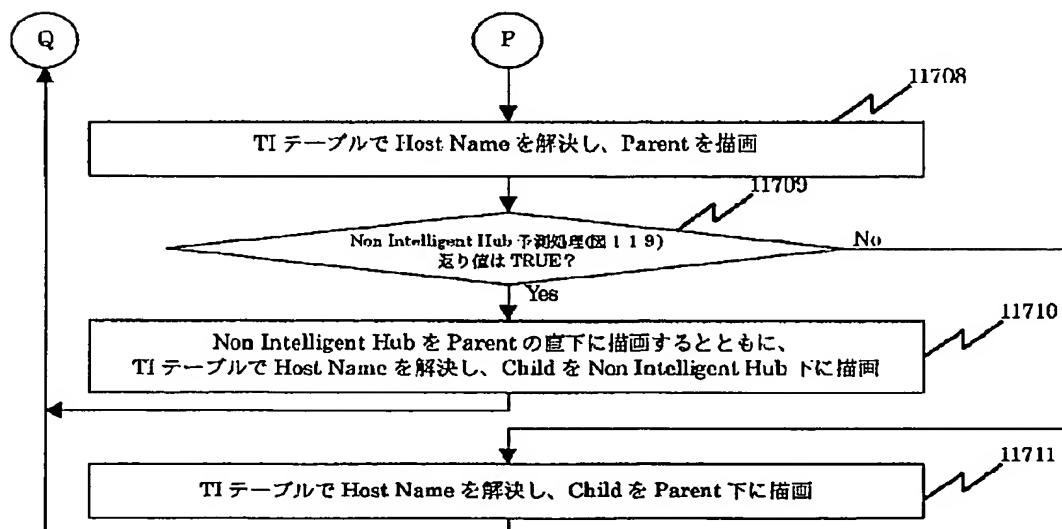 Q
P
11708
TI テーブルで Host Name を解決し、Parent を描画
11709
Non Intelligent Hub 予測処理(図119)
返り値は TRUE?
No
Yes
11710
Non Intelligent Hub を Parent の直下に描画するとともに、
TI テーブルで Host Name を解決し、Child を Non Intelligent Hub 下に描画
11711
TI テーブルで Host Name を解決し、Child を Parent 下に描画